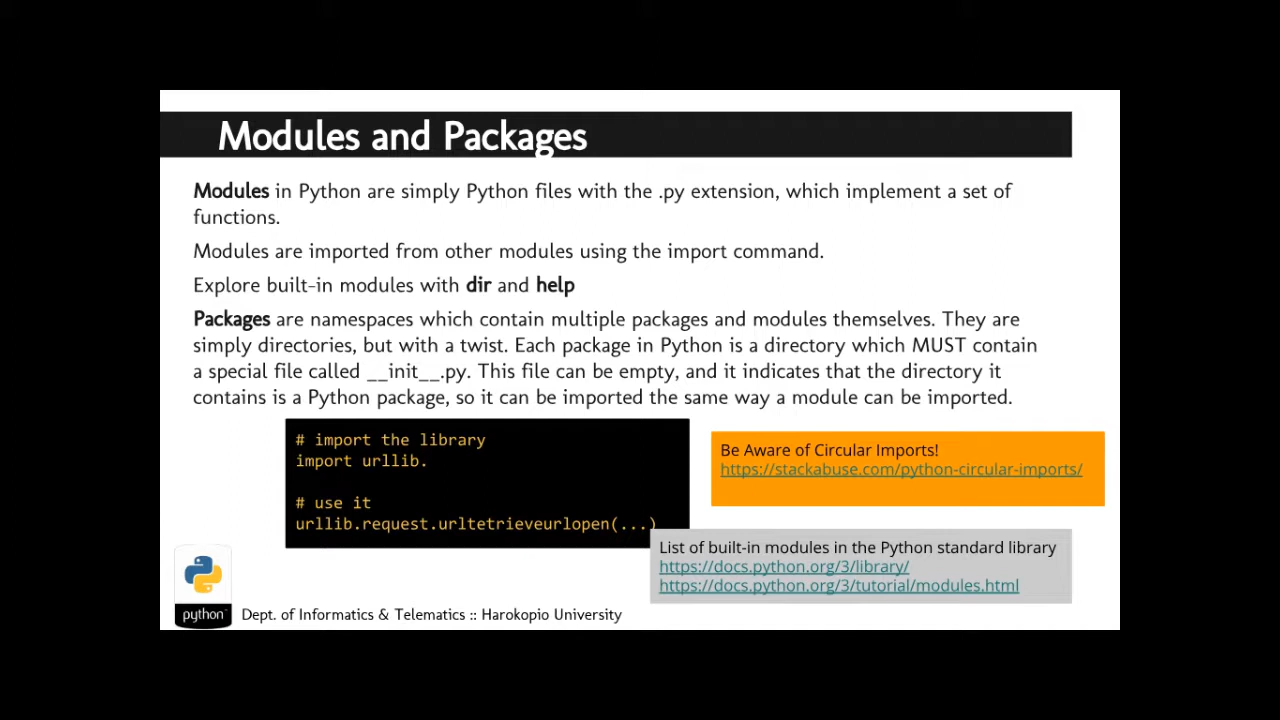 Modules and Packages
Modules in Python are simply Python files with the .py extension, which implement a set of
functions.
Modules are imported from other modules using the import command.
Explore built-in modules with dir and help
Packages are namespaces which contain multiple packages and modules themselves. They are
simply directories, but with a twist. Each package in Python is a directory which MUST contain
a special file called __init__.py. This file can be empty, and it indicates that the directory it
contains is a Python package, so it can be imported the same way a module can be imported.
# import the library
import urllib.
# use it
urllib.request.urltetrieveurlopen(...)
Be Aware of Circular Imports!
https://stackabuse.com/python-circular-imports/
List of built-in modules in the Python standard library
https://docs.python.org/3/library/
https://docs.python.org/3/tutorial/modules.html
python
Dept. of Informatics & Telematics :: Harokopio University